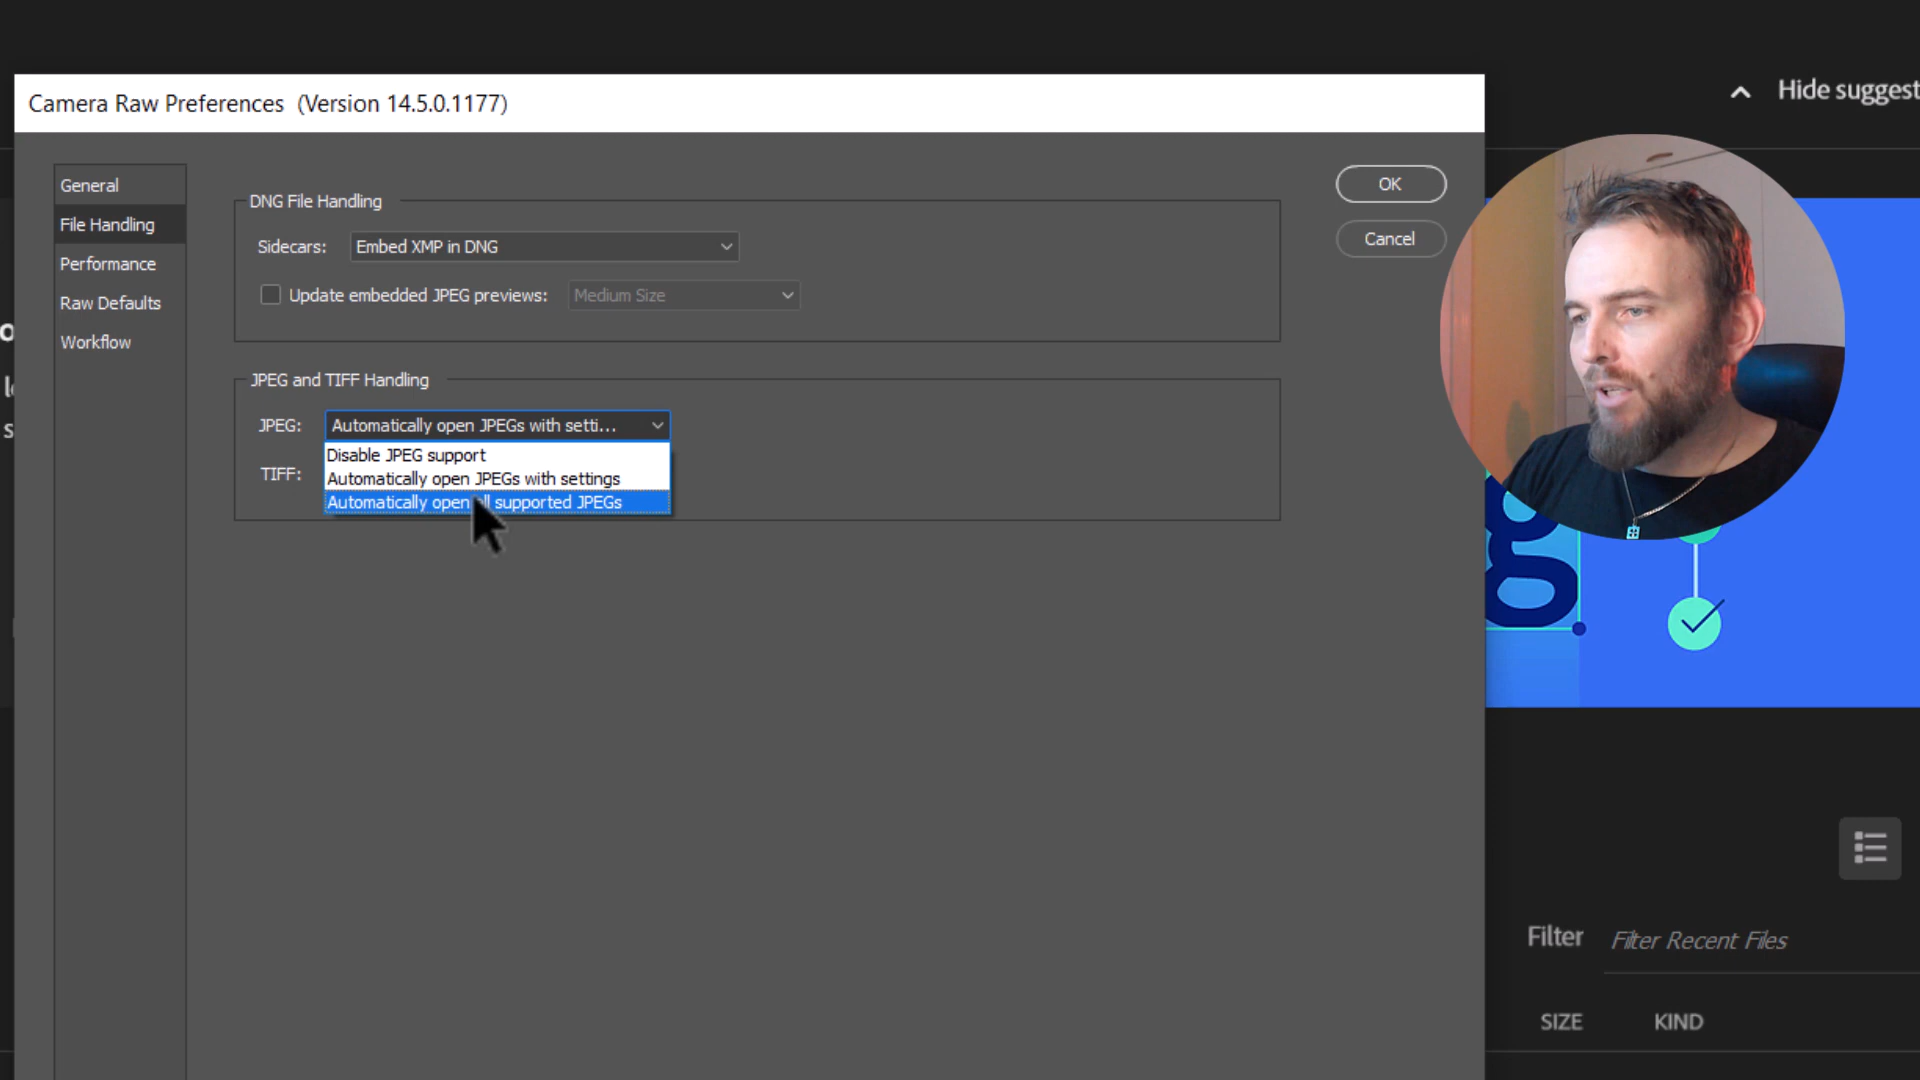 Camera Raw Preferences (Version 14.5.0.1177)
Hide suggest
General
File Handling
Performance
Raw Defaults
Workflow
DNG File Handling
Sidecars: Embed XMP in DNG
Update embedded JPEG previews: Medium Size
OK
Cancel
JPEG and TIFF Handling
JPEG: Automatically open JPEGs with setti...
Disable JPEG support
Automatically open JPEGs with settings
TIFF:
Automatically open all supported JPEGs
g
Filter Filter Recent Files
SIZE KIND